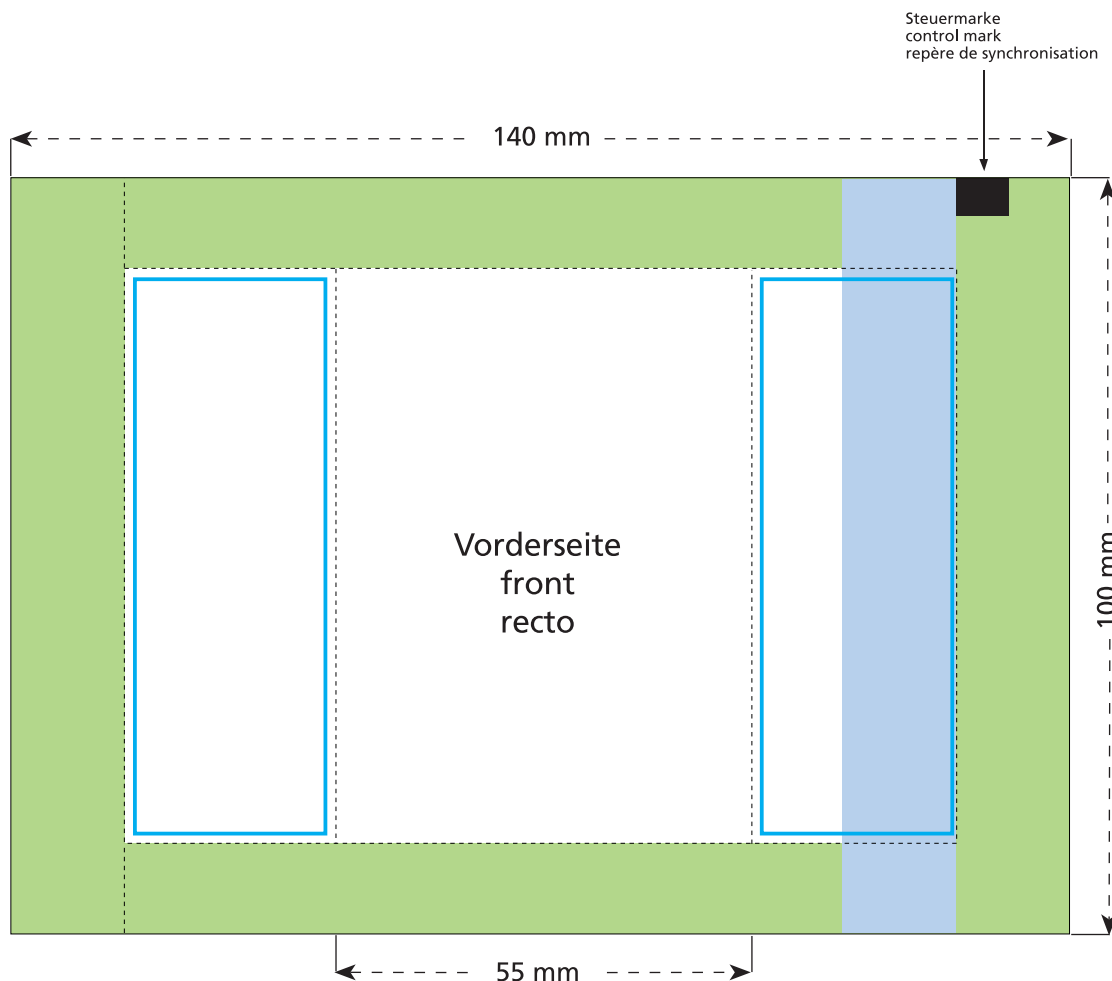 Steuermarke
control mark
repère de synchronisation
140 mm
Vorderseite
front
recto
100 mm
55 mm